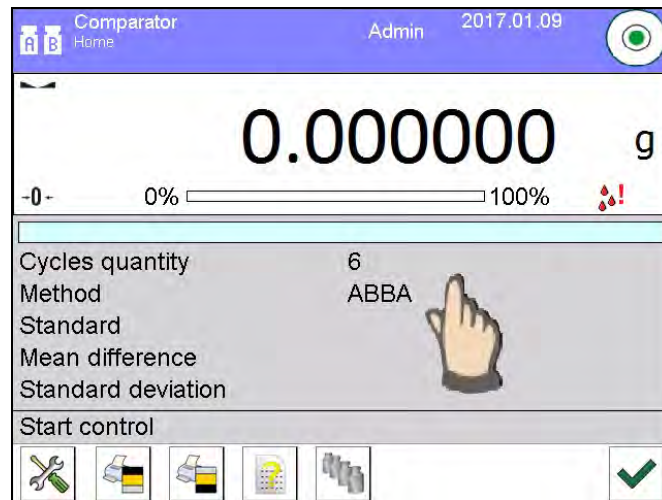 Comparator
Admin
2017.01.09
A B
Home
0.000000 g
-0-
0%
100%
!
Cycles quantity 6
Method ABBA
Standard
Mean difference
Standard deviation
Start control
?